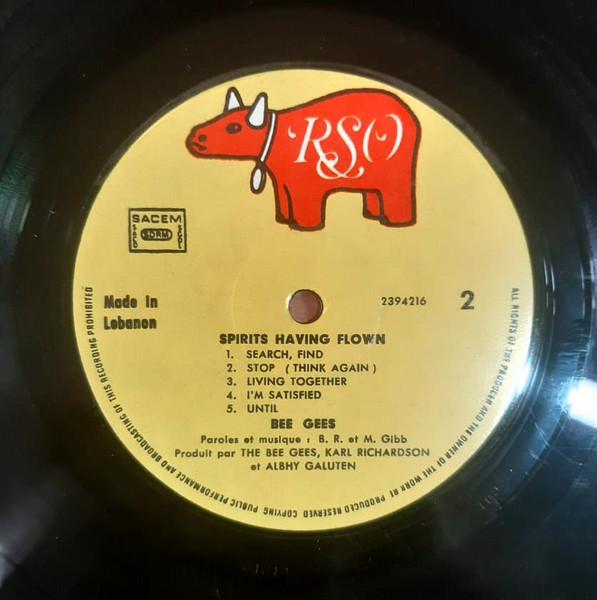 RSO
SACEM
SDRM
Made in
Lebanon
2394216
2
SPIRITS HAVING FLOWN
1. SEARCH, FIND
2. STOP ( THINK AGAIN )
3. LIVING TOGETHER
4. I'M SATISFIED
5. UNTIL
BEE GEES
Paroles et musique : B. R. et M. Gibb
Produit par THE BEE GEES, KARL RICHARDSON
et ALBHY GALUTEN
ALL RIGHTS OF THE PRODUCER AND THE OWNER OF THE WORK RE PRODUCED RESERVED COPYING PUBLIC PERFORMANCE AND BROADCASTING OF THIS RECORDING PROHIBITED